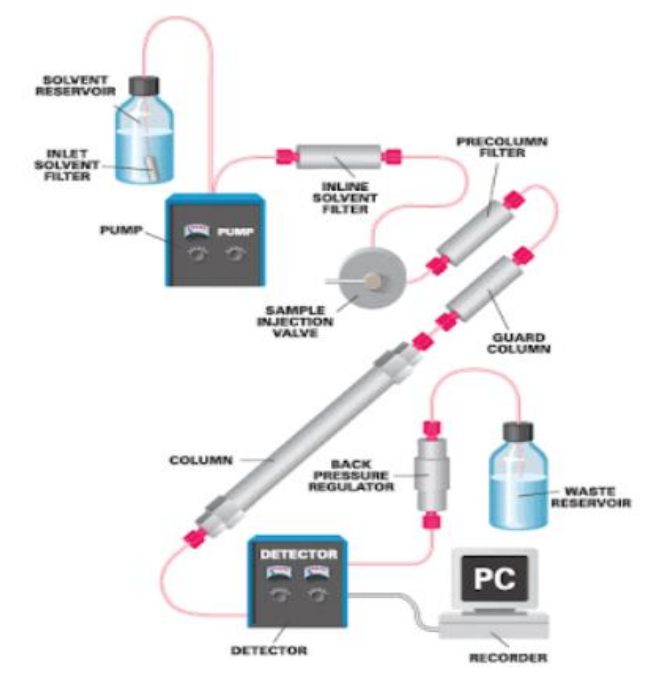 SOLVENT
RESERVOIR
INLET
SOLVENT
FILTER
PUMP
PUMP
INLINE
SOLVENT
FILTER
PRECOLUMN
FILTER
SAMPLE
INJECTION
VALVE
GUARD
COLUMN
COLUMN
BACK
PRESSURE
REGULATOR
WASTE
RESERVOIR
DETECTOR
PC
DETECTOR
RECORDER